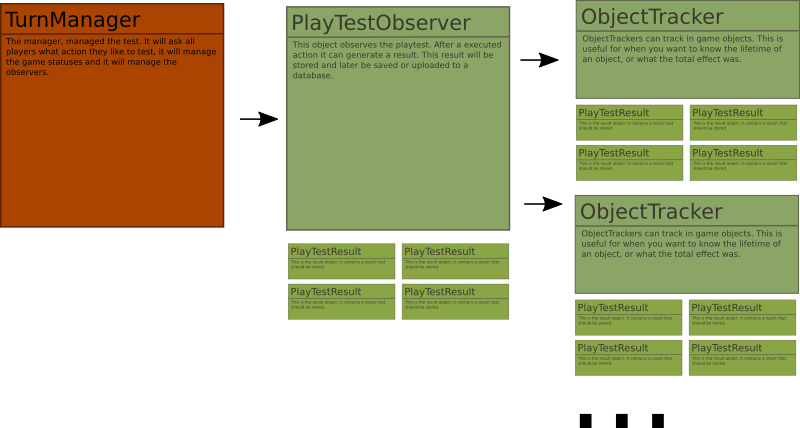 TurnManager
The manager, managed the test. It will ask all
players what action they like to test, it will manage
the game statuses and it will manage the
observers.
PlayTestObserver
This object observes the playtest. After a executed
action it can generate a result. This result will be
stored and later be saved or uploaded to a
database.
PlayTestResult
This is the result object. It contains a result that
should be stored.
PlayTestResult
This is the result object. It contains a result that
should be stored.
PlayTestResult
This is the result object. It contains a result that
should be stored.
PlayTestResult
This is the result object. It contains a result that
should be stored.
ObjectTracker
ObjectTrackers can track in game objects. This is
useful for when you want to know the lifetime of
an object, or what the total effect was.
PlayTestResult
This is the result object. It contains a result that
should be stored.
PlayTestResult
This is the result object. It contains a result that
should be stored.
PlayTestResult
This is the result object. It contains a result that
should be stored.
PlayTestResult
This is the result object. It contains a result that
should be stored.
ObjectTracker
ObjectTrackers can track in game objects. This is
useful for when you want to know the lifetime of
an object, or what the total effect was.
PlayTestResult
This is the result object. It contains a result that
should be stored.
PlayTestResult
This is the result object. It contains a result that
should be stored.
PlayTestResult
This is the result object. It contains a result that
should be stored.
PlayTestResult
This is the result object. It contains a result that
should be stored.
...